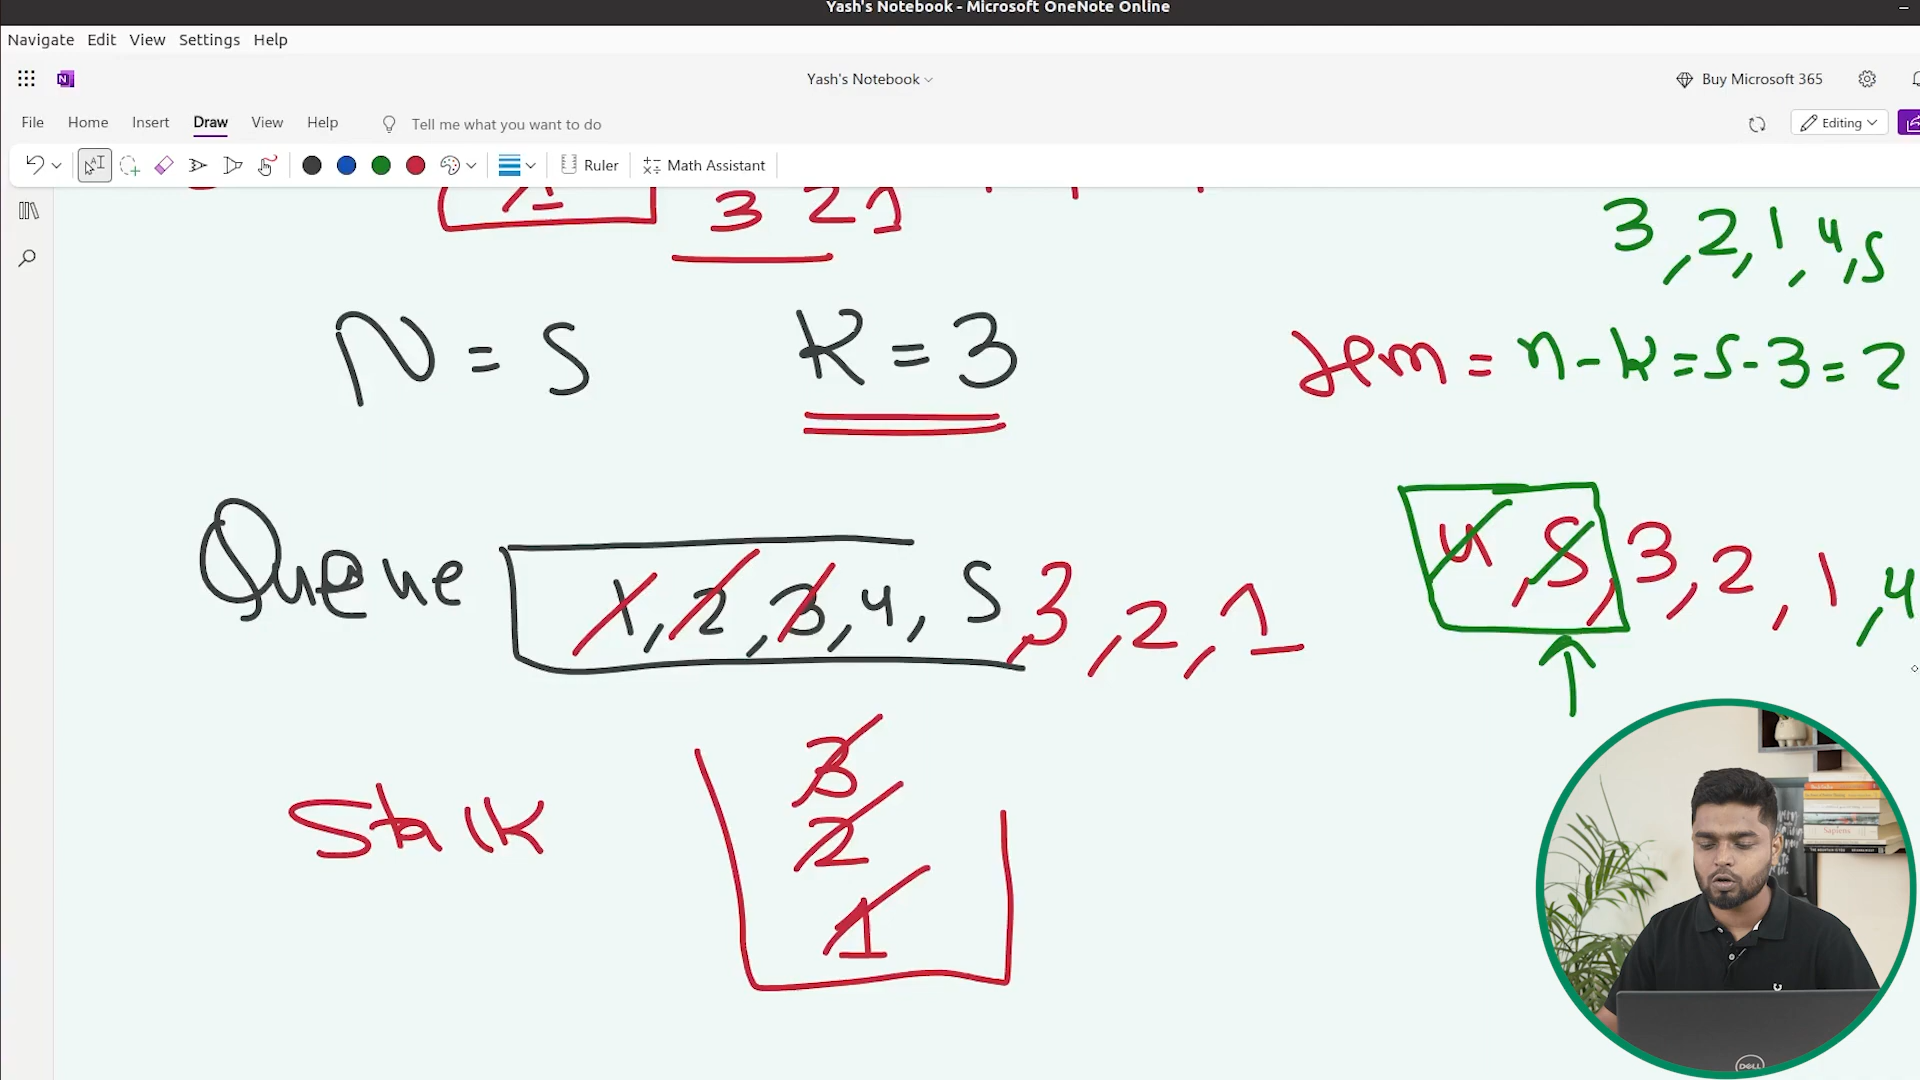 Yash's Notebook - Microsoft OneNote Online
Navigate Edit View Settings Help
Yash's Notebook
Buy Microsoft 365
File Home Insert Draw View Help Tell me what you want to do
Editing
Ruler Math Assistant
3 2 1
3, 2, 1, 4, 5
N = 5 K = 3
rem = n - k = 5 - 3 = 2
Queue 1, 2, 3, 4, 5, 3, 2, 1
4, 5, 3, 2, 1, 4
Stack
3
2
1
Sapiens
DELL